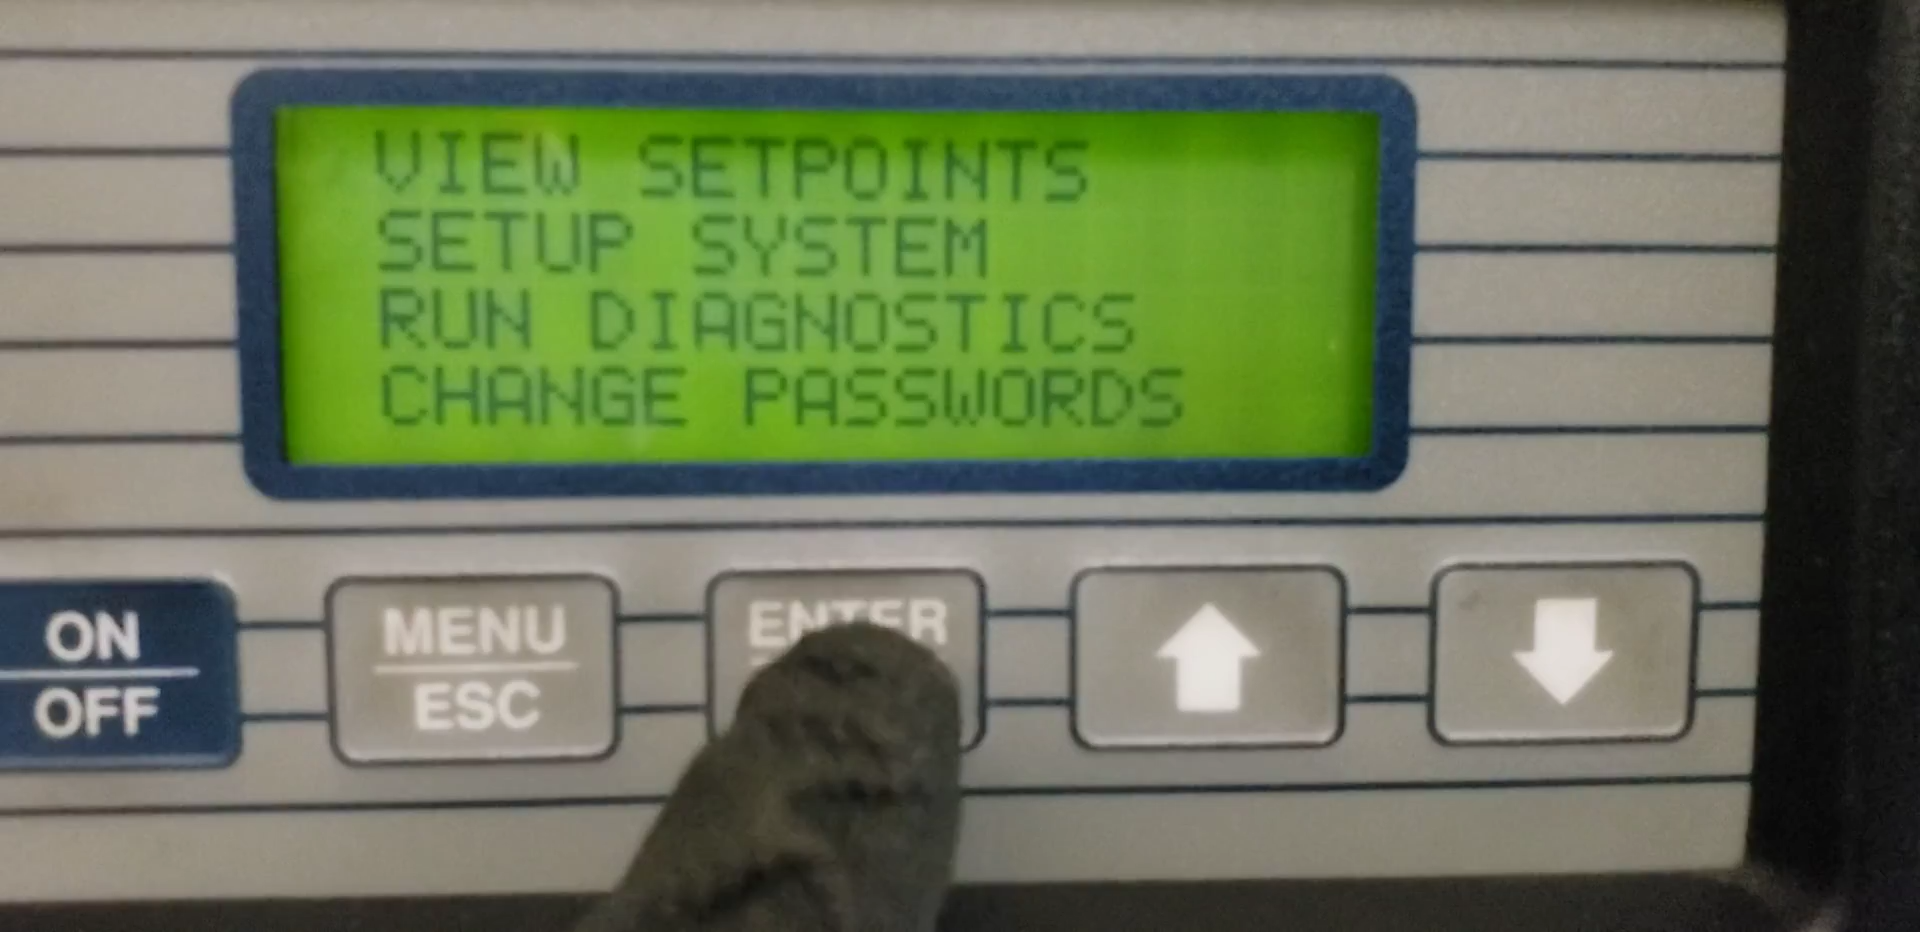 VIEW SETPOINTS
SETUP SYSTEM
RUN DIAGNOSTICS
CHANGE PASSWORDS
ON
OFF
MENU
ESC
ENTER